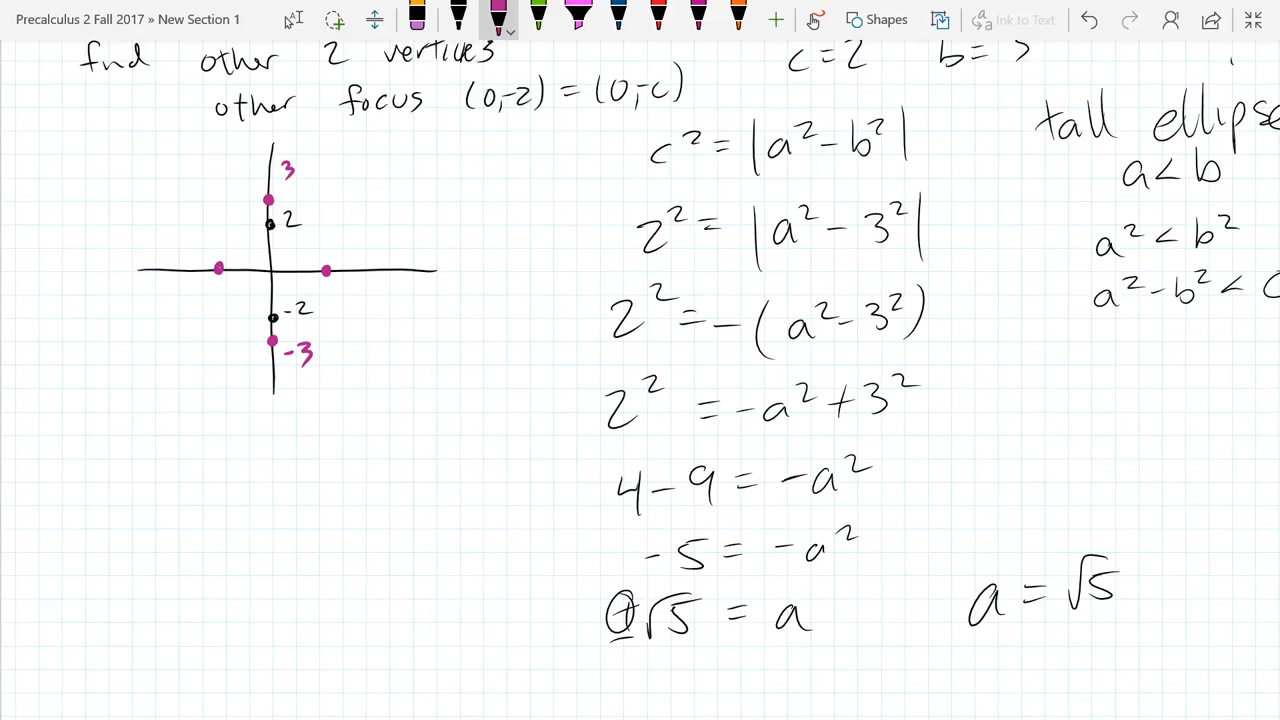 Precalculus 2 Fall 2017 » New Section 1
Shapes
Ink to Text
find other 2 vertices
other focus (0,-2) = (0,-c)
3
2
-2
-3
c=2 b=3
c² = |a² - b²|
2² = |a² - 3²|
2² = -(a² - 3²)
2² = -a² + 3²
4 - 9 = -a²
-5 = -a²
±√5 = a
a = √5
tall ellipse
a < b
a² < b²
a² - b² < 0